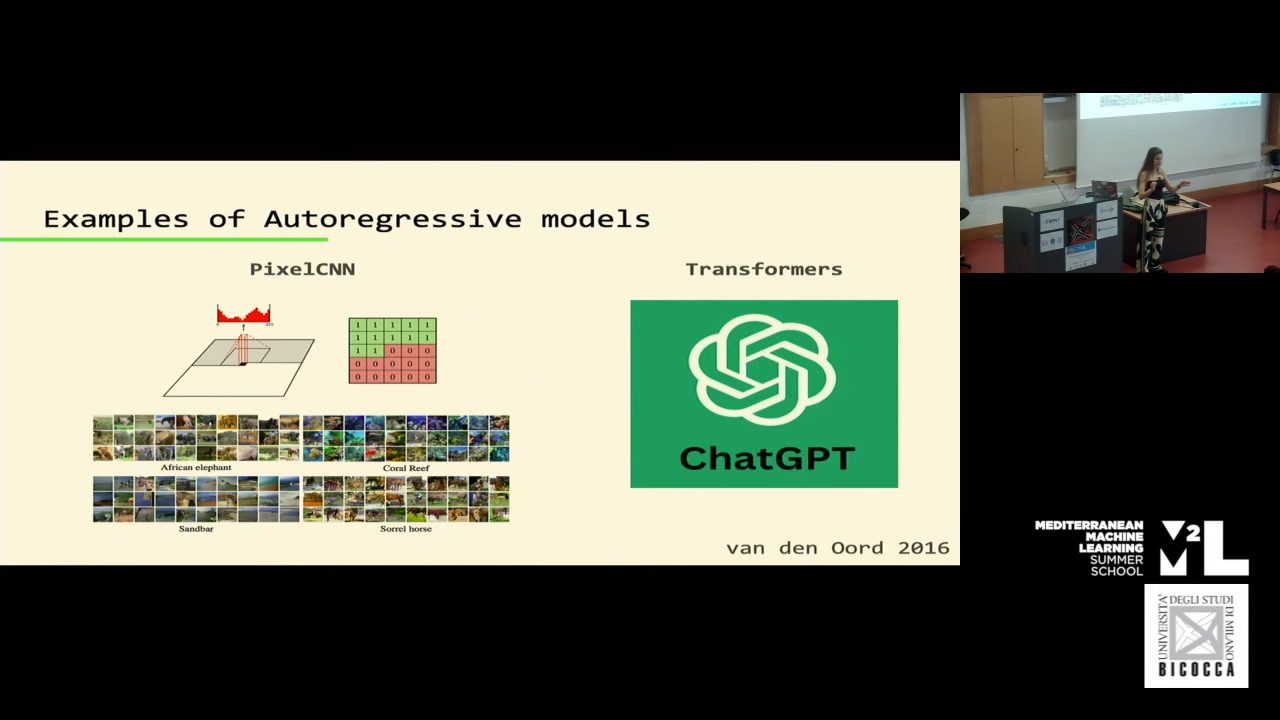 Examples of Autoregressive models
PixelCNN
Transformers
0 255
1 1 1 1 1
1 1 1 1 1
1 1 0 0 0
0 0 0 0 0
0 0 0 0 0
African elephant
Coral Reef
Sandbar
Sorrel horse
ChatGPT
van den Oord 2016
MEDITERRANEAN
MACHINE
LEARNING
SUMMER
SCHOOL
M2L
UNIVERSITÀ
DEGLI STUDI
DI MILANO
BICOCCA